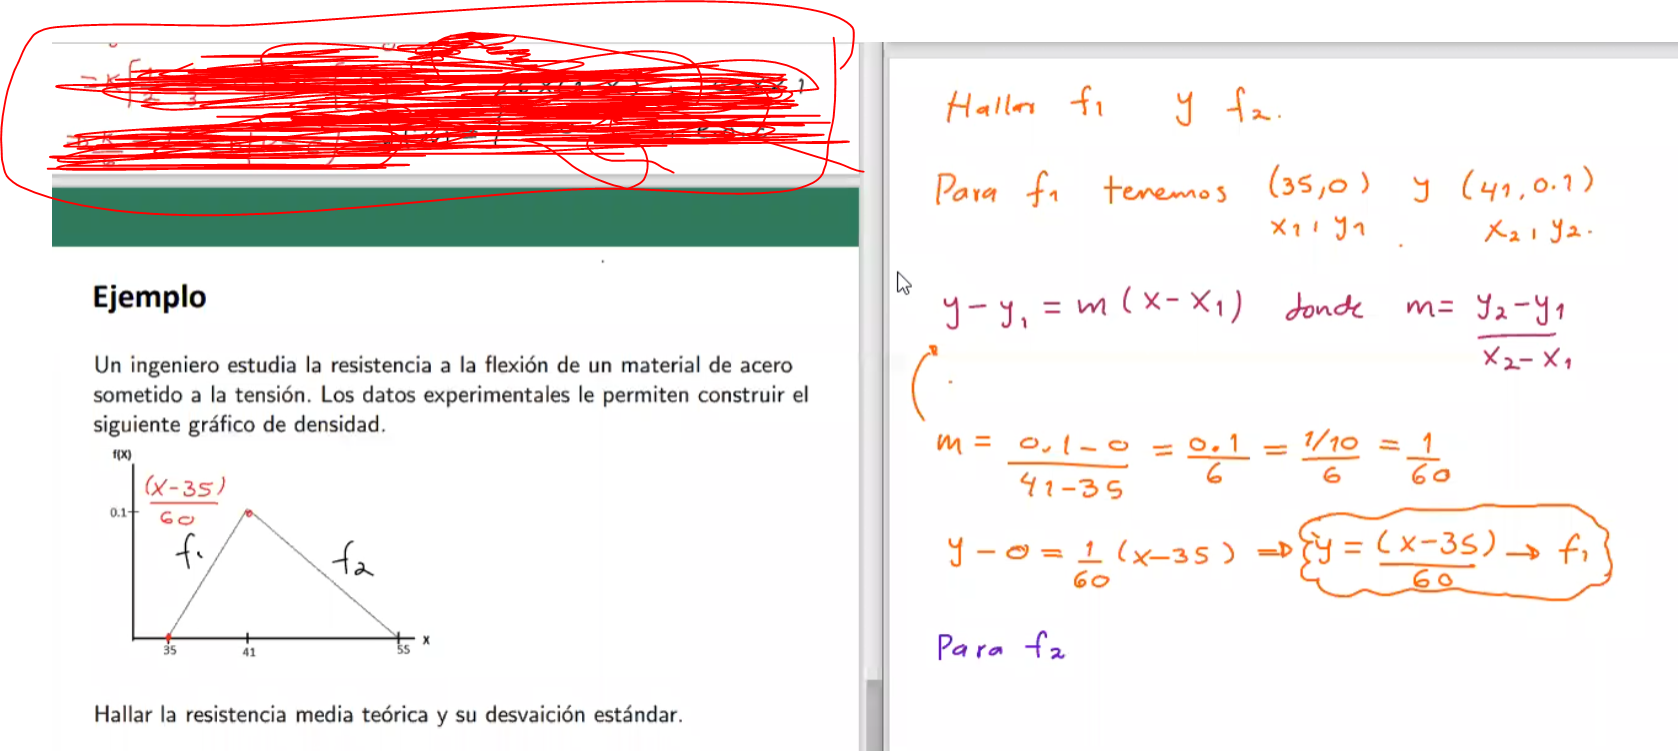 Ejemplo
Un ingeniero estudia la resistencia a la flexión de un material de acero
sometido a la tensión. Los datos experimentales le permiten construir el
siguiente gráfico de densidad.
f(X)
(x-35)
60
0.1
f1
f2
35
41
55
x
Hallar la resistencia media teórica y su desvaición estándar.
Hallar f1 y f2.
Para f1 tenemos (35,0) y (41,0.1)
x1, y1 x2, y2.
y-y1 = m(x-x1) donde m= y2-y1
x2-x1
m = 0.1-0 = 0.1 = 1/10 = 1
41-35 6 6 60
y-0 = 1 (x-35) ⇒ y = (x-35) → f1
60 60
Para f2